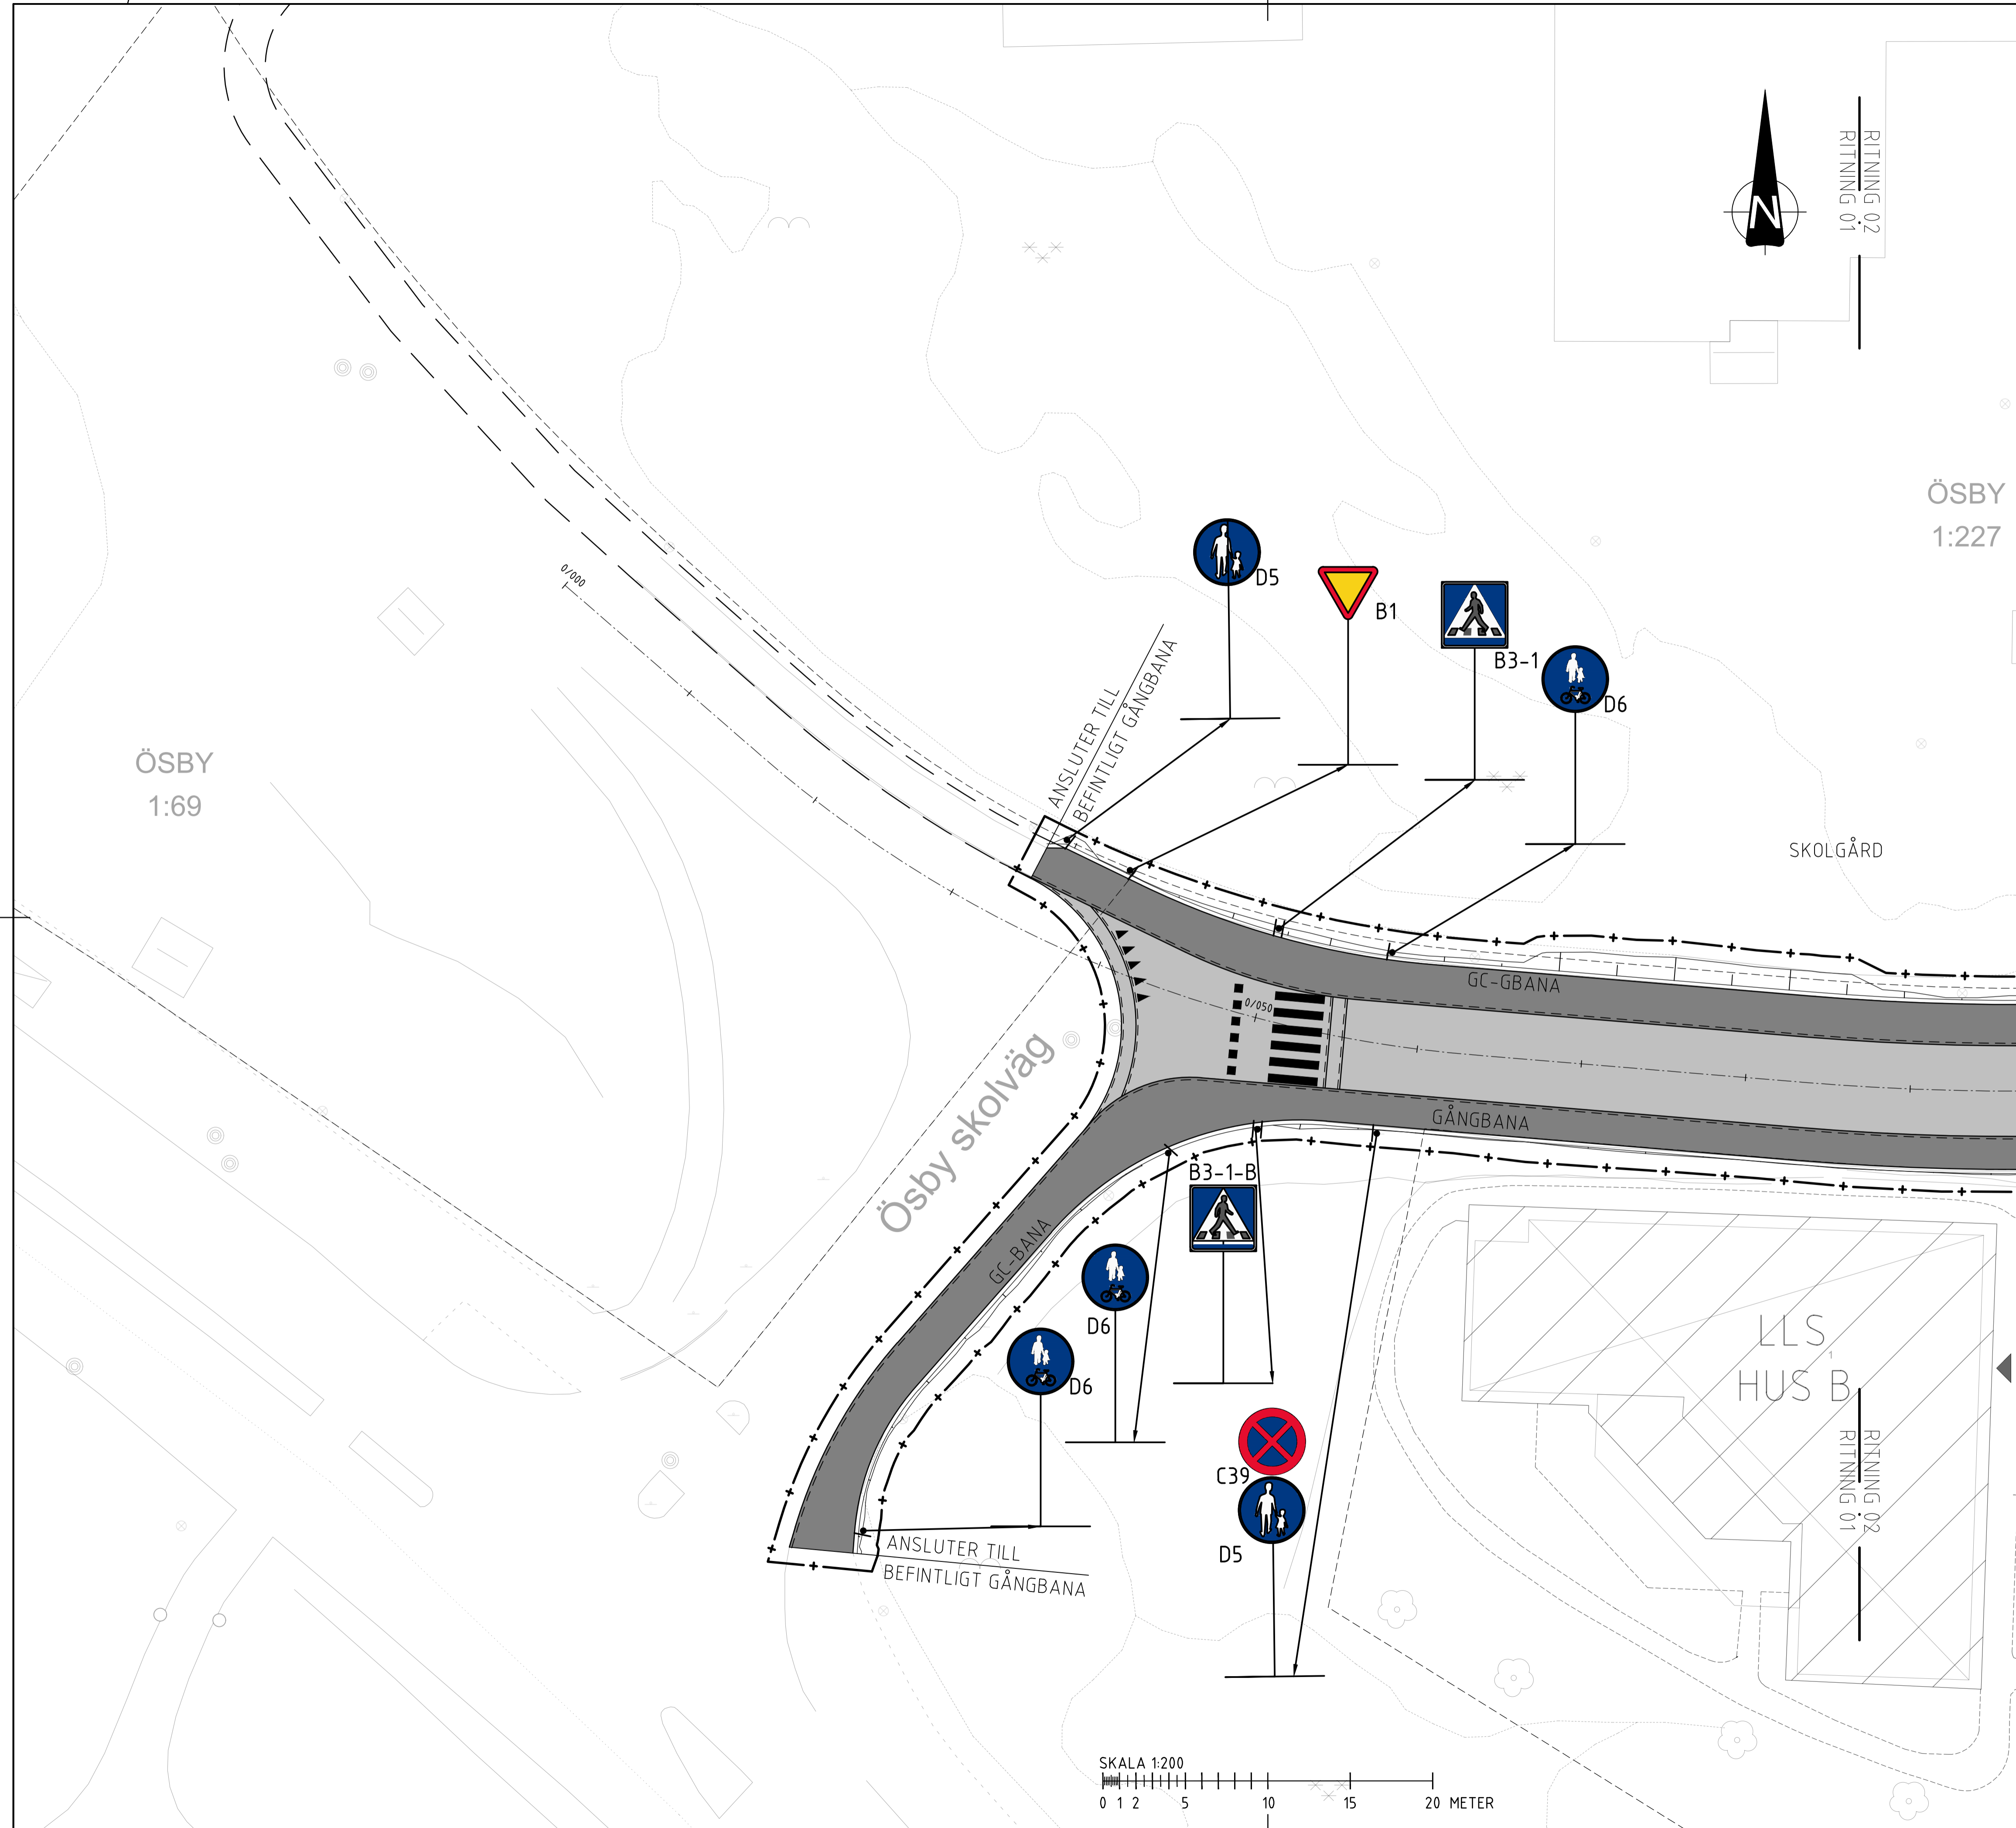 RITNING 02
RITNING 01
N
ÖSBY
1:227
0/000
D5
B1
B3-1
D6
ANSLUTER TILL
BEFINTLIGT GÅNGBANA
ÖSBY
1:69
SKOLGÅRD
GC-GBANA
0/050
GÅNGBANA
Ösby skolväg
B3-1-B
GC-BANA
D6
D6
LLS
1
HUS B
C39
D5
RITNING 02
RITNING 01
ANSLUTER TILL
BEFINTLIGT GÅNGBANA
SKALA 1:200
0 1 2 5 10 15 20 METER